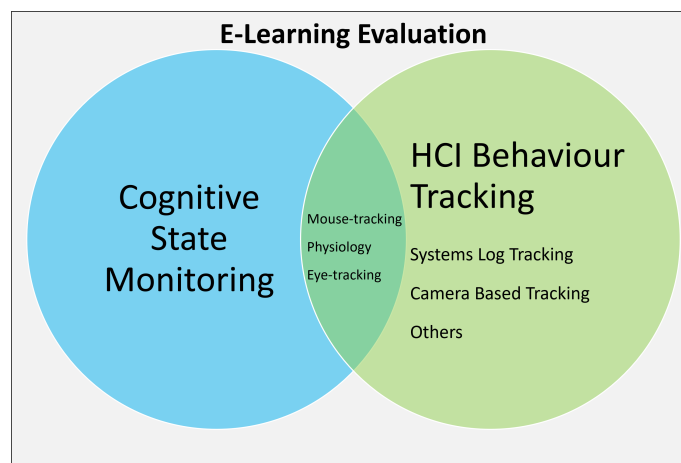 E-Learning Evaluation
Cognitive
State
Monitoring
Mouse-tracking
Physiology
Eye-tracking
HCI Behaviour
Tracking
Systems Log Tracking
Camera Based Tracking
Others